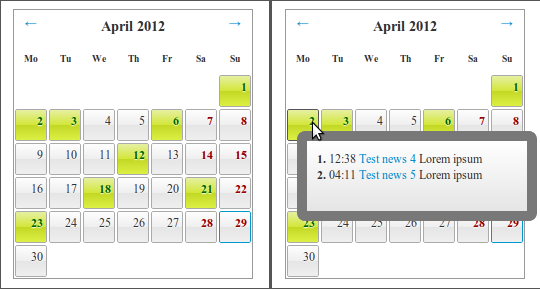 ← April 2012 →
Mo Tu We Th Fr Sa Su
1
2 3 4 5 6 7 8
9 10 11 12 13 14 15
16 17 18 19 20 21 22
23 24 25 26 27 28 29
30
← April 2012 →
Mo Tu We Th Fr Sa Su
1
2 3 4 5 6 7 8
1. 12:38 Test news 4 Lorem ipsum
2. 04:11 Test news 5 Lorem ipsum
23 24 25 26 27 28 29
30